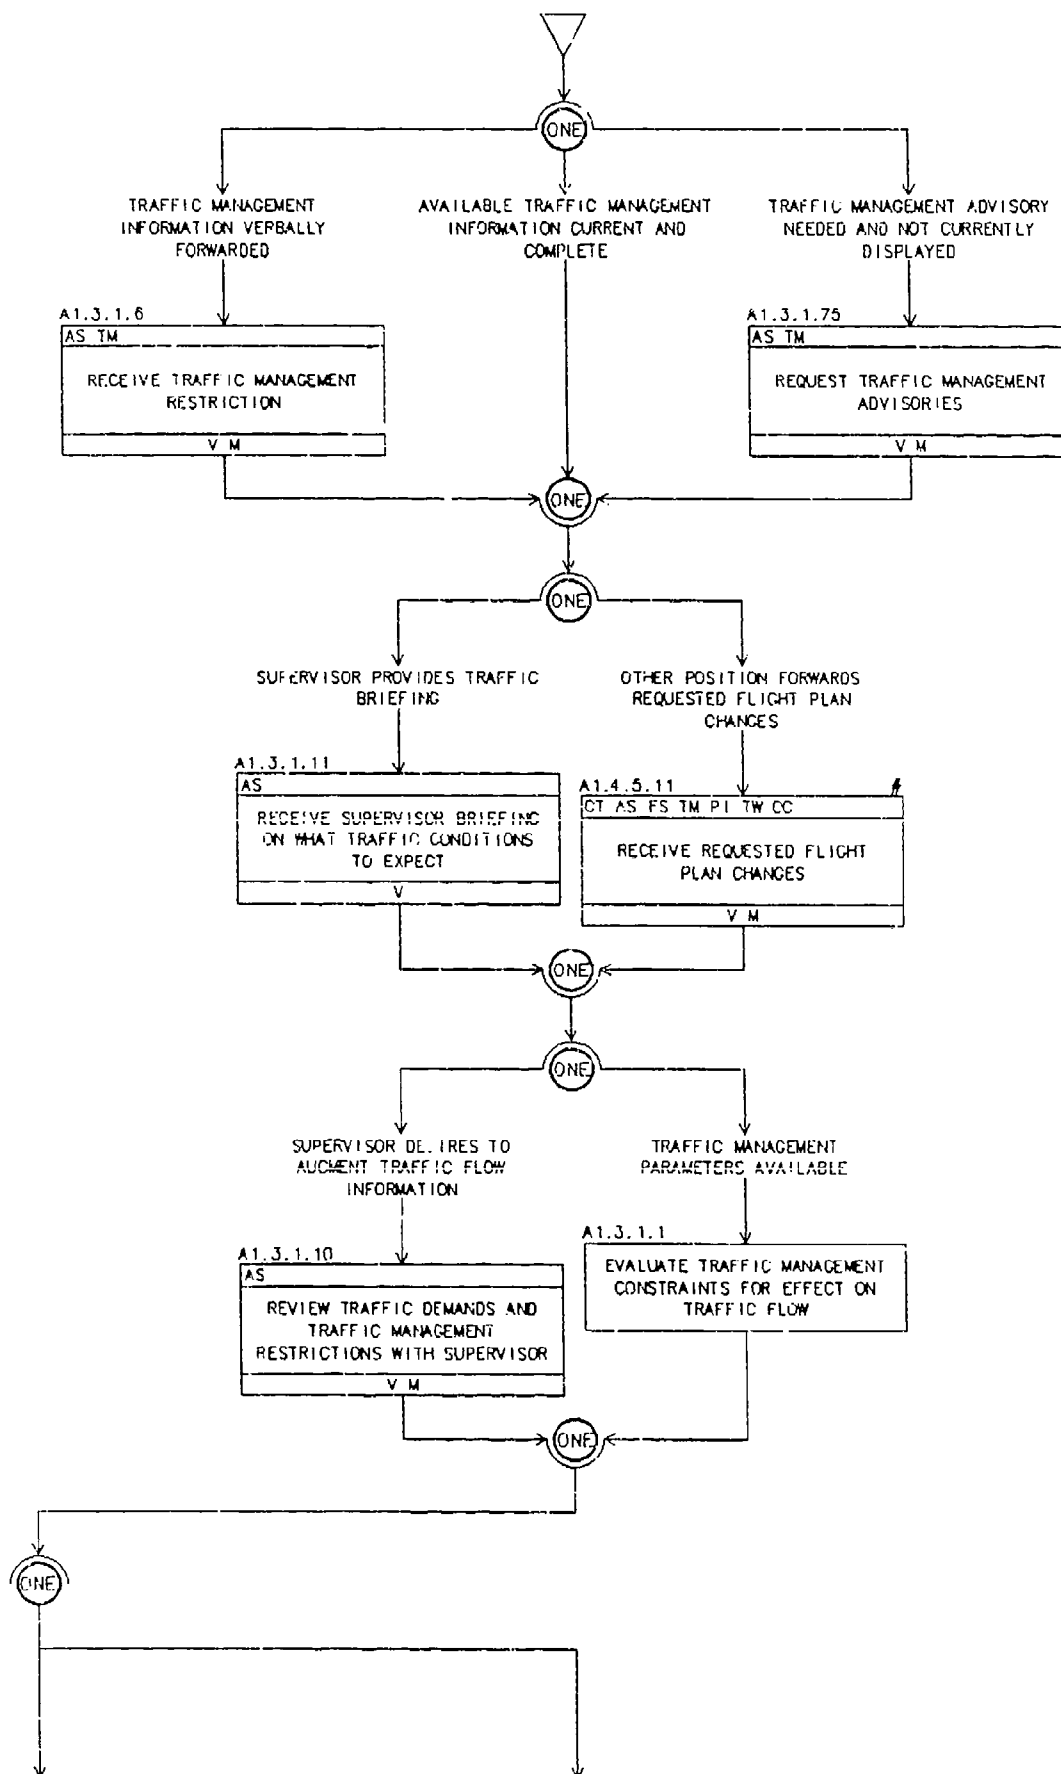 ONE
TRAFFIC MANAGEMENT
INFORMATION VERBALLY
FORWARDED
AVAILABLE TRAFFIC MANAGEMENT
INFORMATION CURRENT AND
COMPLETE
TRAFFIC MANAGEMENT ADVISORY
NEEDED AND NOT CURRENTLY
DISPLAYED
A1.3.1.6
AS TM
RECEIVE TRAFFIC MANAGEMENT
RESTRICTION
V M
A1.3.1.75
AS TM
REQUEST TRAFFIC MANAGEMENT
ADVISORIES
V M
ONE
ONE
SUPERVISOR PROVIDES TRAFFIC
BRIEFING
OTHER POSITION FORWARDS
REQUESTED FLIGHT PLAN
CHANGES
A1.3.1.11
AS
RECEIVE SUPERVISOR BRIEFING
ON WHAT TRAFFIC CONDITIONS
TO EXPECT
V
A1.4.5.11
CT AS FS TM PI TW CC
RECEIVE REQUESTED FLIGHT
PLAN CHANGES
V M
ONE
ONE
SUPERVISOR DESIRES TO
AUGMENT TRAFFIC FLOW
INFORMATION
TRAFFIC MANAGEMENT
PARAMETERS AVAILABLE
A1.3.1.10
AS
REVIEW TRAFFIC DEMANDS AND
TRAFFIC MANAGEMENT
RESTRICTIONS WITH SUPERVISOR
V M
A1.3.1.1
EVALUATE TRAFFIC MANAGEMENT
CONSTRAINTS FOR EFFECT ON
TRAFFIC FLOW
ONE
ONE